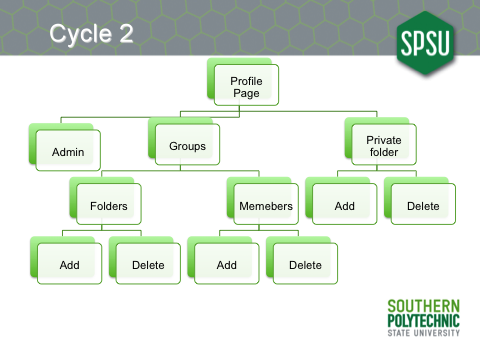 Cycle 2
SPSU
Profile
Page
Admin
Groups
Private
folder
Folders
Memebers
Add
Delete
Add
Delete
Add
Delete
SOUTHERN
POLYTECHNIC
STATE UNIVERSITY